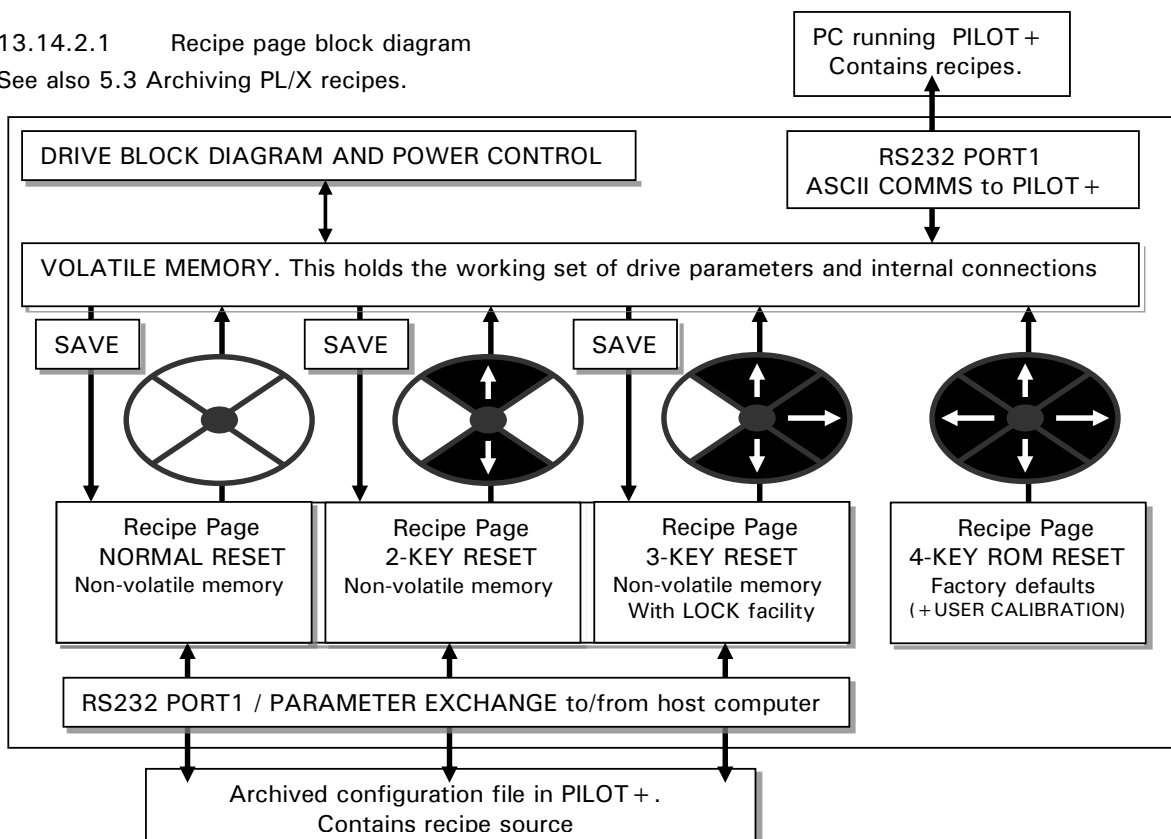 13.14.2.1 Recipe page block diagram
See also 5.3 Archiving PL/X recipes.
PC running PILOT+
Contains recipes.
DRIVE BLOCK DIAGRAM AND POWER CONTROL
RS232 PORT1
ASCII COMMS to PILOT+
VOLATILE MEMORY. This holds the working set of drive parameters and internal connections
SAVE
SAVE
SAVE
Recipe Page
NORMAL RESET
Non-volatile memory
Recipe Page
2-KEY RESET
Non-volatile memory
Recipe Page
3-KEY RESET
Non-volatile memory
With LOCK facility
Recipe Page
4-KEY ROM RESET
Factory defaults
(+USER CALIBRATION)
RS232 PORT1 / PARAMETER EXCHANGE to/from host computer
Archived configuration file in PILOT+.
Contains recipe source